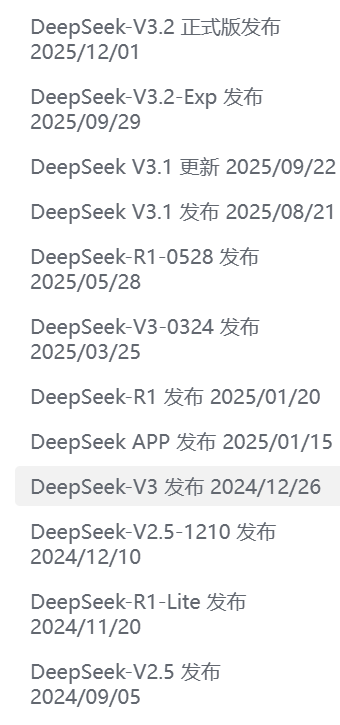 DeepSeek-V3.2 正式版发布
2025/12/01
DeepSeek-V3.2-Exp 发布
2025/09/29
DeepSeek V3.1 更新 2025/09/22
DeepSeek V3.1 发布 2025/08/21
DeepSeek-R1-0528 发布
2025/05/28
DeepSeek-V3-0324 发布
2025/03/25
DeepSeek-R1 发布 2025/01/20
DeepSeek APP 发布 2025/01/15
DeepSeek-V3 发布 2024/12/26
DeepSeek-V2.5-1210 发布
2024/12/10
DeepSeek-R1-Lite 发布
2024/11/20
DeepSeek-V2.5 发布
2024/09/05